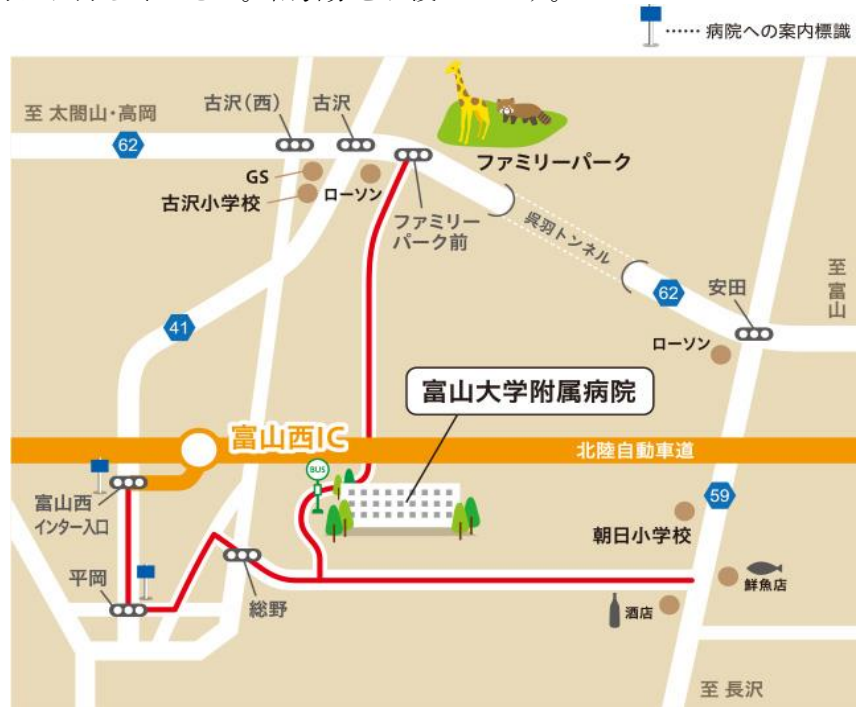 …… 病院への案内標識
至 太閤山・高岡
古沢(西)
古沢
62
GS
古沢小学校
ローソン
ファミリーパーク
ファミリー
パーク前
呉羽トンネル
62
安田
至富山
ローソン
41
富山大学附属病院
富山西IC
北陸自動車道
BUS
富山西
インター入口
59
朝日小学校
平岡
総野
鮮魚店
酒店
至 長沢